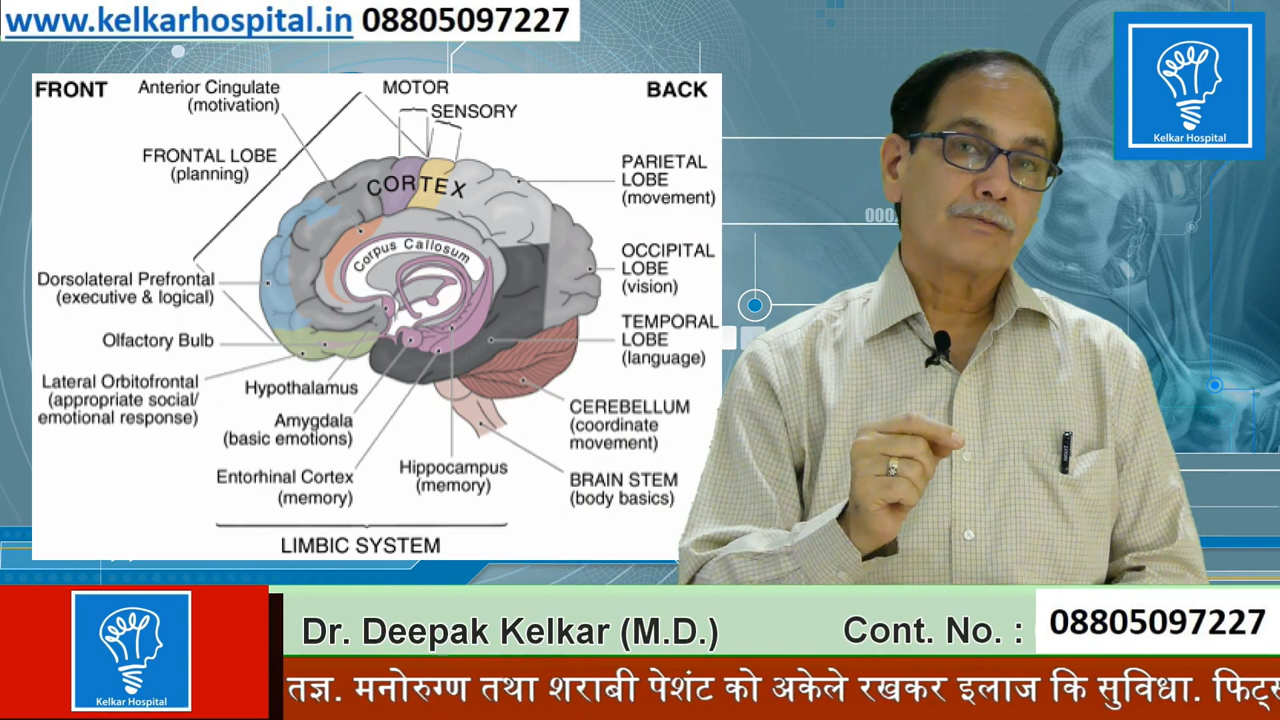 www.kelkarhospital.in 08805097227
Kelkar Hospital
FRONT
Anterior Cingulate
(motivation)
MOTOR
SENSORY
BACK
FRONTAL LOBE
(planning)
CORTEX
Corpus Callosum
PARIETAL
LOBE
(movement)
OCCIPITAL
LOBE
(vision)
TEMPORAL
LOBE
(language)
Dorsolateral Prefrontal
(executive & logical)
Olfactory Bulb
Lateral Orbitofrontal
(appropriate social/
emotional response)
Hypothalamus
Amygdala
(basic emotions)
Entorhinal Cortex
(memory)
Hippocampus
(memory)
CEREBELLUM
(coordinate
movement)
BRAIN STEM
(body basics)
LIMBIC SYSTEM
000
Kelkar Hospital
Dr. Deepak Kelkar (M.D.)
Cont. No. : 08805097227
तज्ञ. मनोरुग्ण तथा शराबी पेशंट को अकेले रखकर इलाज कि सुविधा.